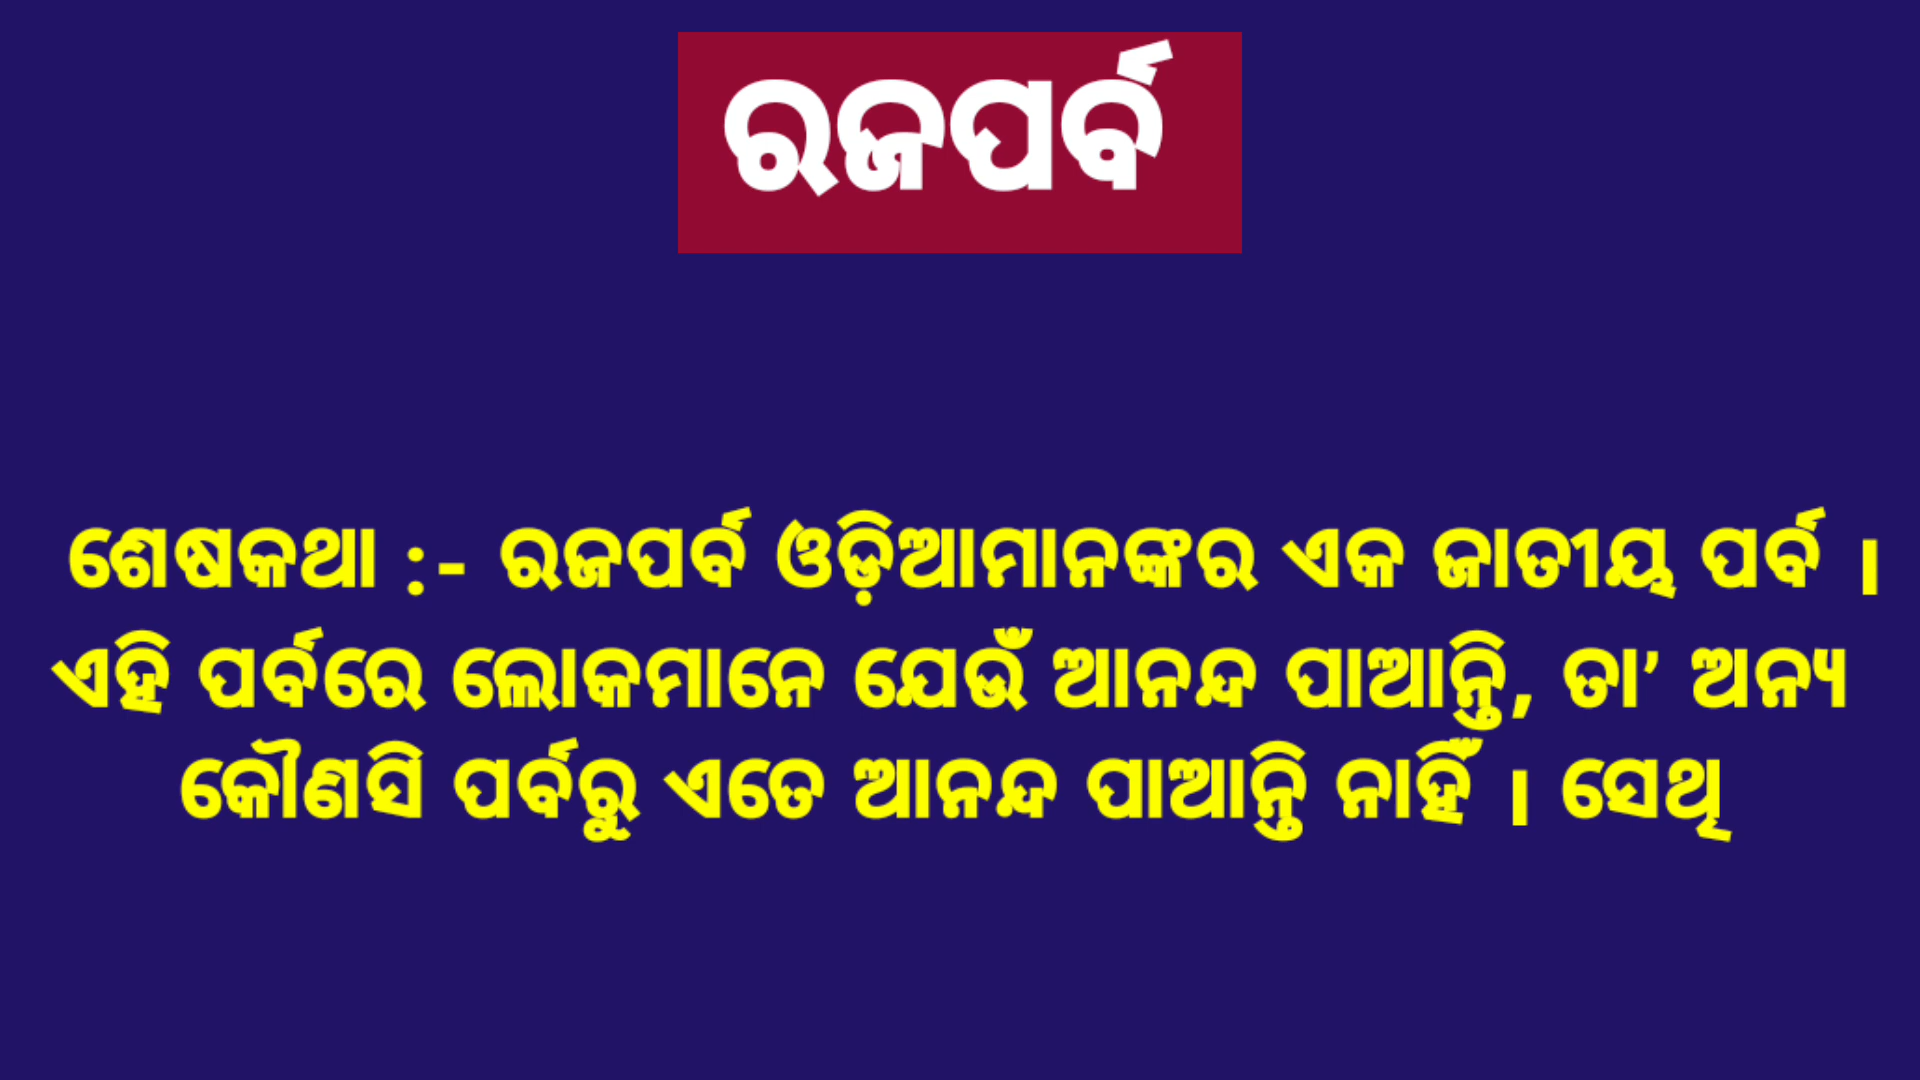 ରଜପର୍ବ
ଶେଷକଥା :- ରଜପର୍ବ ଓଡ଼ିଆମାନଙ୍କର ଏକ ଜାତୀୟ ପର୍ବ ।
ଏହି ପର୍ବରେ ଲୋକମାନେ ଯେଉଁ ଆନନ୍ଦ ପାଆନ୍ତି, ତା’ ଅନ୍ୟ
କୌଣସି ପର୍ବରୁ ଏତେ ଆନନ୍ଦ ପାଆନ୍ତି ନାହିଁ । ସେଥି